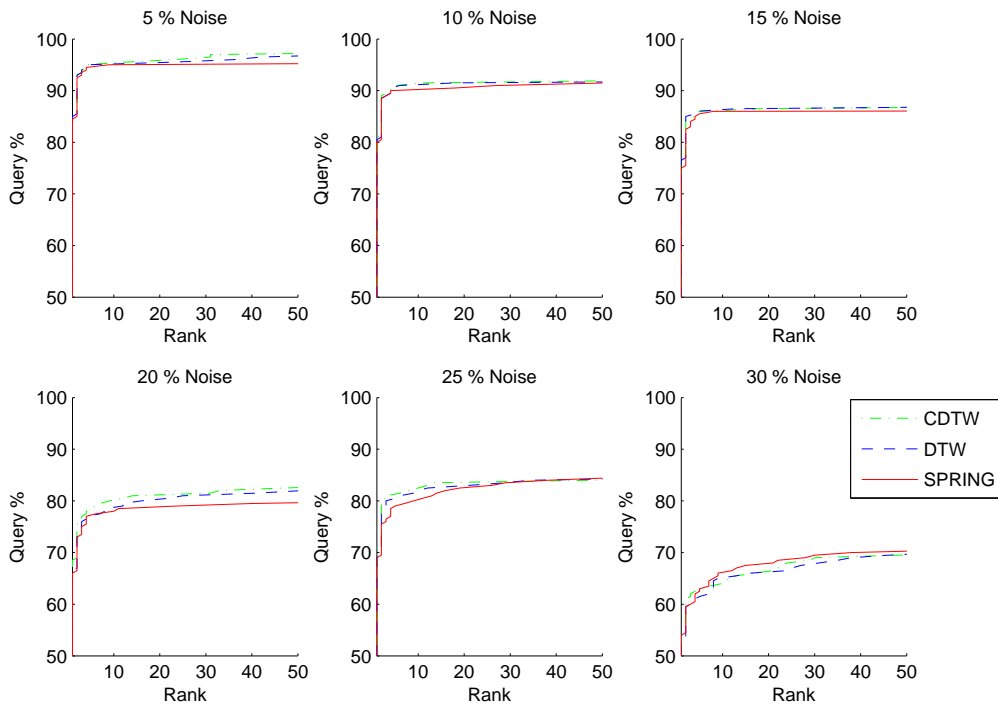 5 % Noise
100
90
80
70
60
50
Query %
10 20 30 40 50
Rank
10 % Noise
100
90
80
70
60
50
Query %
10 20 30 40 50
Rank
15 % Noise
100
90
80
70
60
50
Query %
10 20 30 40 50
Rank
20 % Noise
100
90
80
70
60
50
Query %
10 20 30 40 50
Rank
25 % Noise
100
90
80
70
60
50
Query %
10 20 30 40 50
Rank
30 % Noise
100
90
80
70
60
50
Query %
10 20 30 40 50
Rank
CDTW
DTW
SPRING